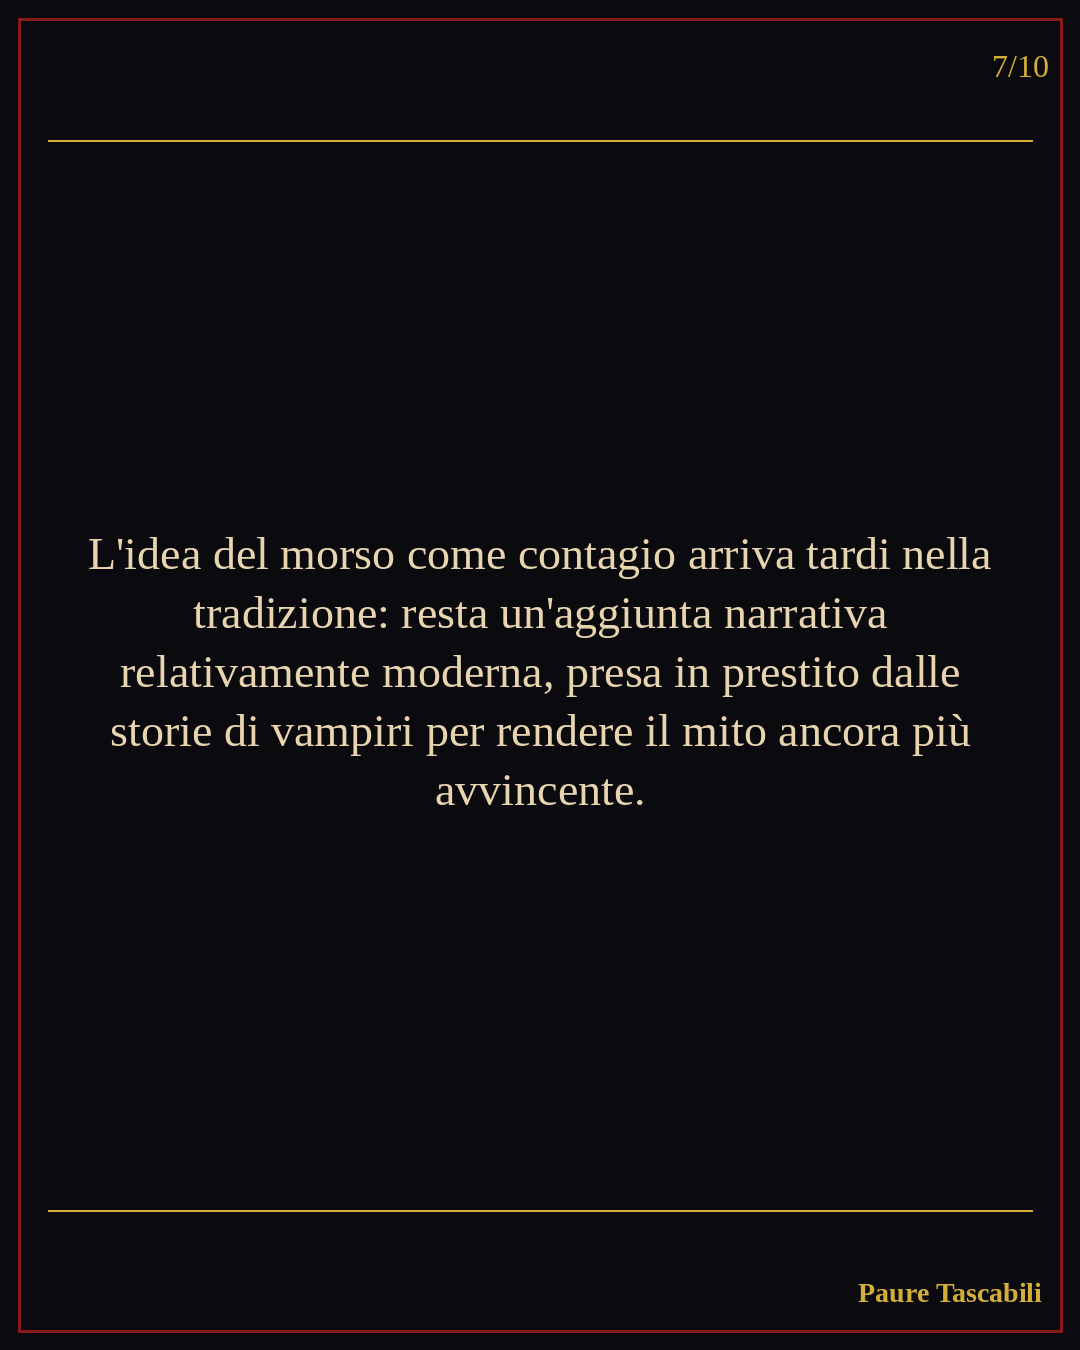 7/10
L'idea del morso come contagio arriva tardi nella
tradizione: resta un'aggiunta narrativa
relativamente moderna, presa in prestito dalle
storie di vampiri per rendere il mito ancora più
avvincente.
Paure Tascabili